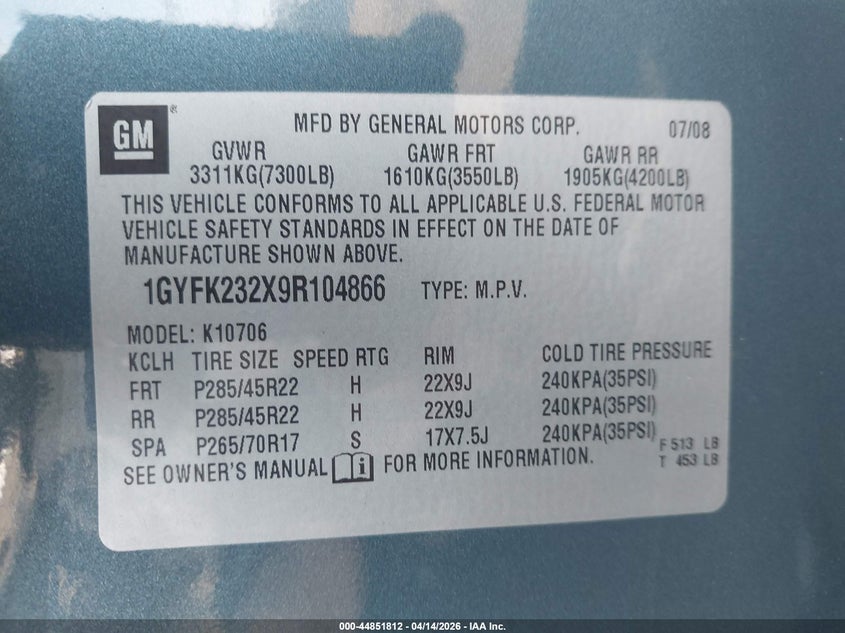 GM ®
MFD BY GENERAL MOTORS CORP. 07/08
GVWR GAWR FRT GAWR RR
3311KG(7300LB) 1610KG(3550LB) 1905KG(4200LB)
THIS VEHICLE CONFORMS TO ALL APPLICABLE U.S. FEDERAL MOTOR
VEHICLE SAFETY STANDARDS IN EFFECT ON THE DATE OF
MANUFACTURE SHOWN ABOVE.
1GYFK232X9R104866 TYPE: M.P.V.
MODEL: K10706
KCLH TIRE SIZE SPEED RTG RIM COLD TIRE PRESSURE
FRT P285/45R22 H 22X9J 240KPA(35PSI)
RR P285/45R22 H 22X9J 240KPA(35PSI)
SPA P265/70R17 S 17X7.5J 240KPA(35PSI) F 513 LB
SEE OWNER'S MANUAL i FOR MORE INFORMATION. T 453 LB
000-44851812 - 04/14/2026 - IAA Inc.